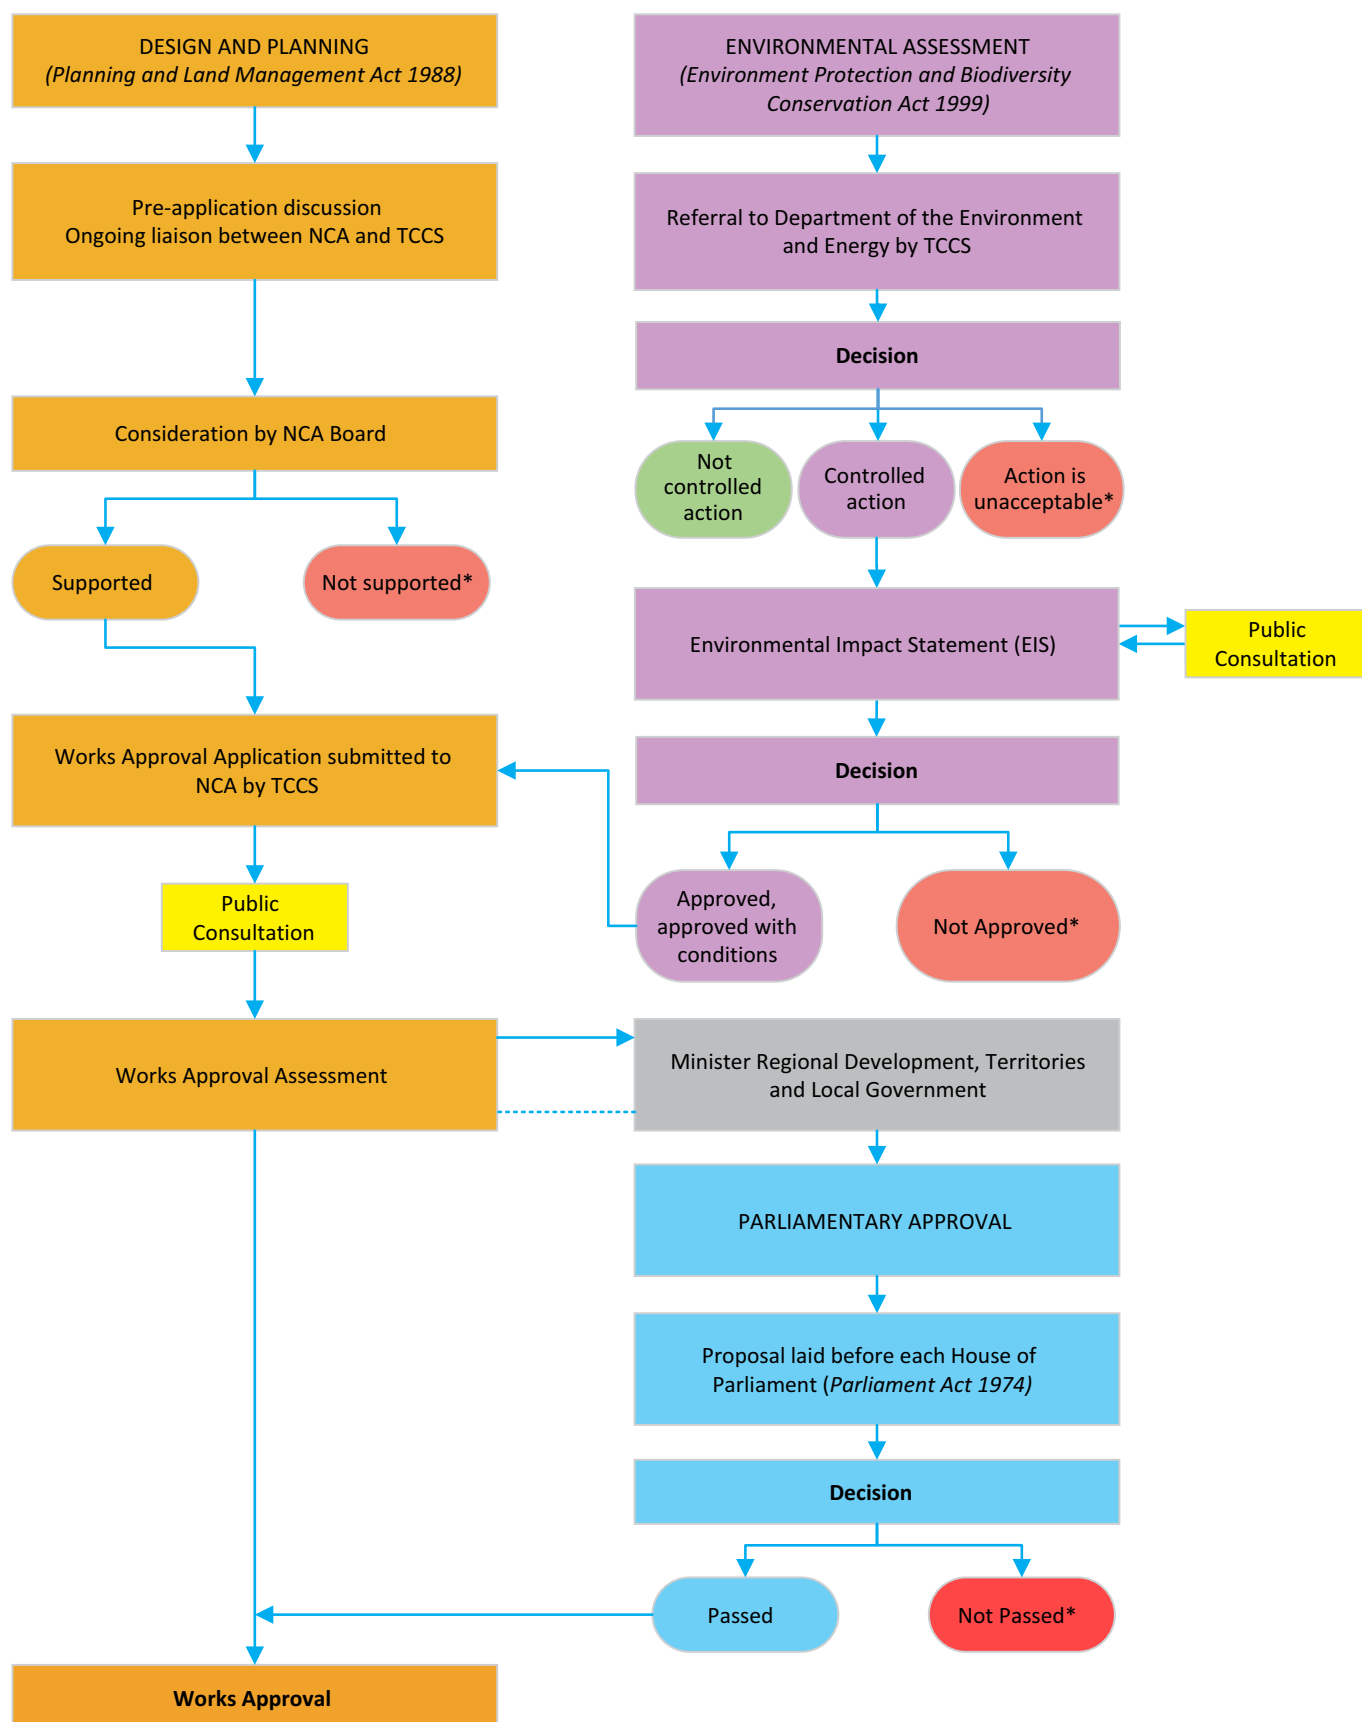 DESIGN AND PLANNING
(Planning and Land Management Act 1988)
Pre-application discussion
Ongoing liaison between NCA and TCCS
Consideration by NCA Board
Supported
Not supported*
Works Approval Application submitted to
NCA by TCCS
Public
Consultation
Works Approval Assessment
Works Approval
ENVIRONMENTAL ASSESSMENT
(Environment Protection and Biodiversity
Conservation Act 1999)
Referral to Department of the Environment
and Energy by TCCS
Decision
Not
controlled
action
Controlled
action
Action is
unacceptable*
Environmental Impact Statement (EIS)
Public
Consultation
Decision
Approved,
approved with
conditions
Not Approved*
Minister Regional Development, Territories
and Local Government
PARLIAMENTARY APPROVAL
Proposal laid before each House of
Parliament (Parliament Act 1974)
Decision
Passed
Not Passed*